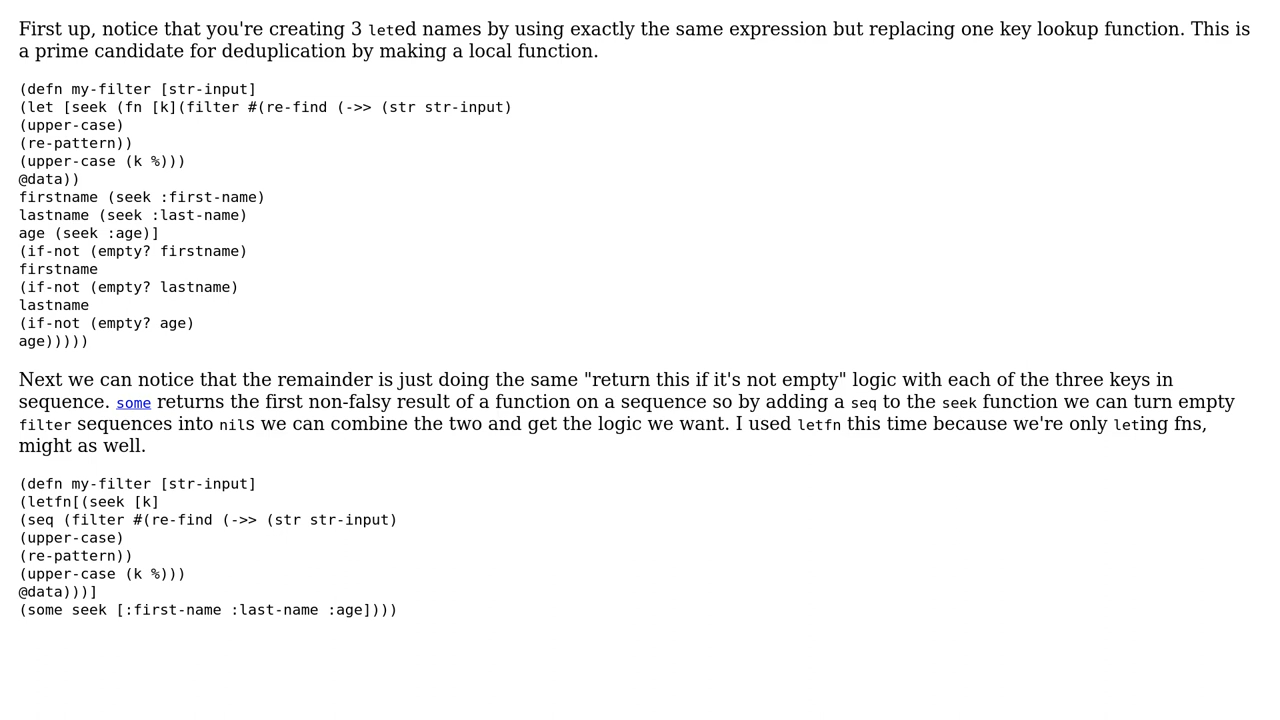 First up, notice that you're creating 3 leted names by using exactly the same expression but replacing one key lookup function. This is
a prime candidate for deduplication by making a local function.
(defn my-filter [str-input]
(let [seek (fn [k](filter #(re-find (->> (str str-input)
(upper-case)
(re-pattern))
(upper-case (k %)))
@data))
firstname (seek :first-name)
lastname (seek :last-name)
age (seek :age)]
(if-not (empty? firstname)
firstname
(if-not (empty? lastname)
lastname
(if-not (empty? age)
age)))))
Next we can notice that the remainder is just doing the same "return this if it's not empty" logic with each of the three keys in
sequence. some returns the first non-falsy result of a function on a sequence so by adding a seq to the seek function we can turn empty
filter sequences into nils we can combine the two and get the logic we want. I used letfn this time because we're only leting fns,
might as well.
(defn my-filter [str-input]
(letfn[(seek [k]
(seq (filter #(re-find (->> (str str-input)
(upper-case)
(re-pattern))
(upper-case (k %)))
@data)))]
(some seek [:first-name :last-name :age])))